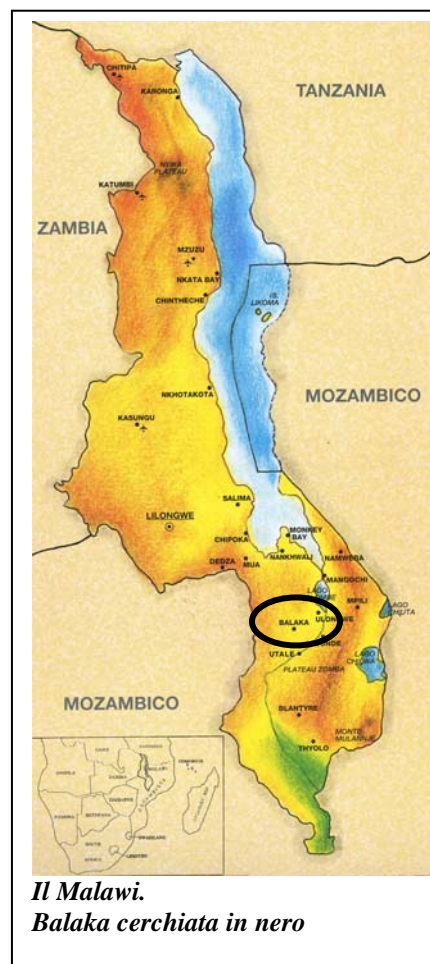 CHITIPA
TANZANIA
KARONGA
NYIKA
PLATEAU
KATUMBI
ZAMBIA
MZUZU
NKATA BAY
CHINTHECHE
IS.
LIKOMA
MOZAMBICO
NKHOTAKOTA
KASUNGU
SALIMA
LILONGWE
MONKEY
BAY
CHIPOKA
NANKHWALI
NAMWERA
DEDZA
MUA
MANGOCHI
LAGO
MPILI
LAGO
CHIUTA
BALAKA
LAGO
UTALE
PLATEAU ZOMBA
MOZAMBICO
BLANTYRE
MONTE
MULANNJE
THYOLO
Il Malawi.
Balaka cerchiata in nero